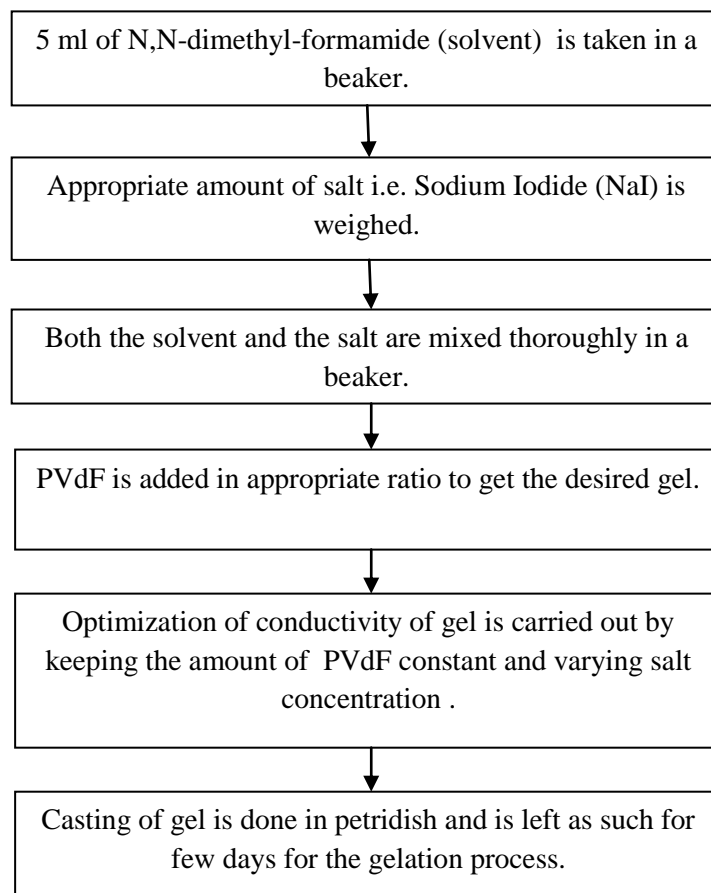 5 ml of N,N-dimethyl-formamide (solvent)  is taken in a
beaker.
Appropriate amount of salt i.e. Sodium Iodide (NaI) is
weighed.
Both the solvent and the salt are mixed thoroughly in a
beaker.
PVdF is added in appropriate ratio to get the desired gel.
Optimization of conductivity of gel is carried out by
keeping the amount of  PVdF constant and varying salt
concentration .
Casting of gel is done in petridish and is left as such for
few days for the gelation process.